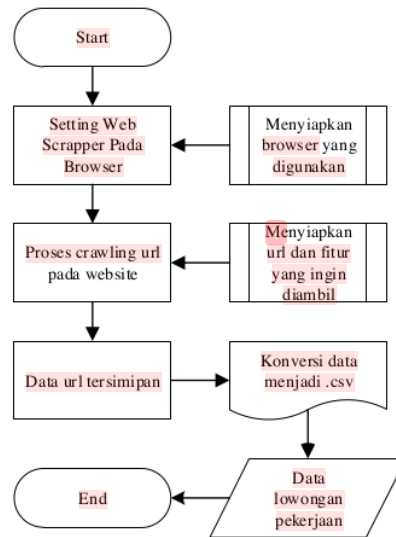 Start
Setting Web
Scrapper Pada
Browser
Menyiapkan
browser yang
digunakan
Proses crawling url
pada website
Menyiapkan
url dan fitur
yang ingin
diambil
Data url tersimipan
Konversi data
menjadi .csv
End
Data
lowongan
pekerjaan